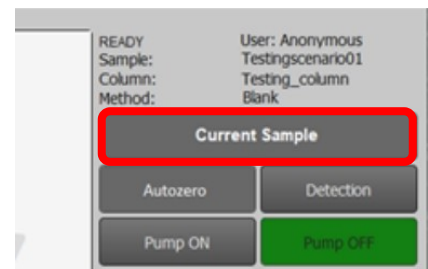 READY User: Anonymous
Sample: Testingscenario01
Column: Testing_column
Method: Blank
Current Sample
Autozero Detection
Pump ON Pump OFF